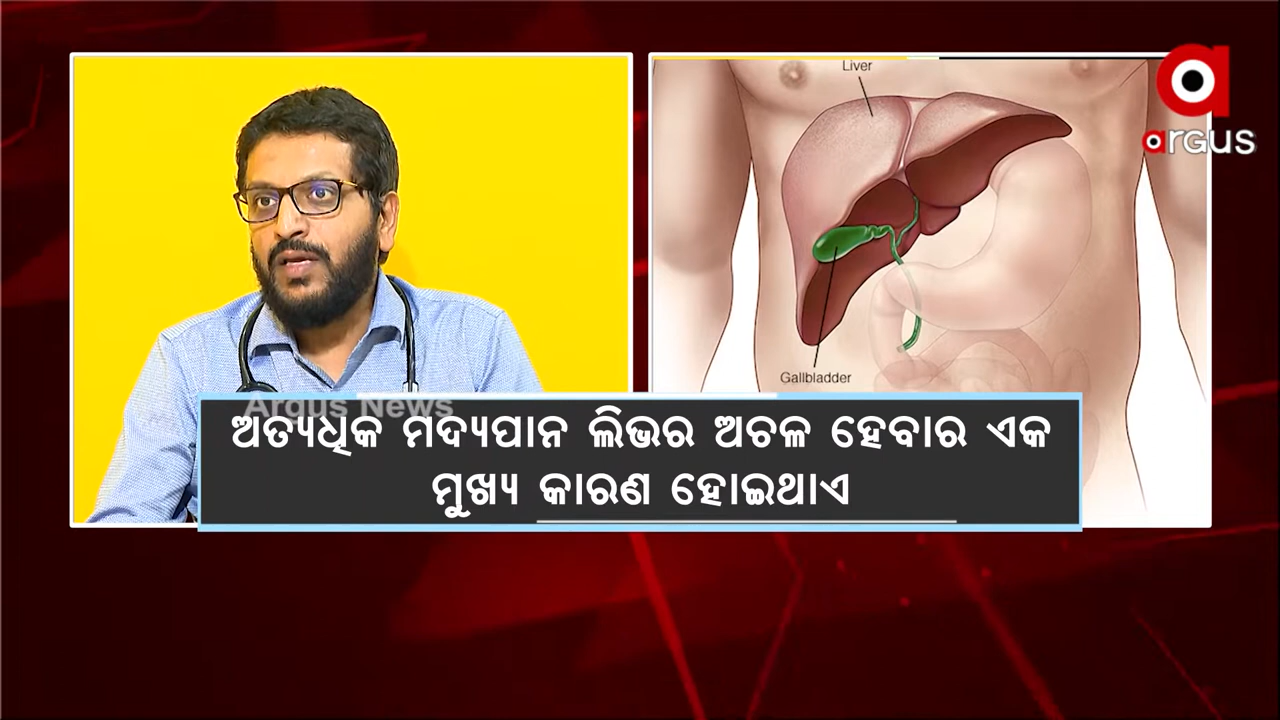 Liver
argus
Gallbladder
Argus News
ଅତ୍ୟଧିକ ମଦ୍ୟପାନ ଲିଭର ଅଚଳ ହେବାର ଏକ
ମୁଖ୍ୟ କାରଣ ହୋଇଥାଏ